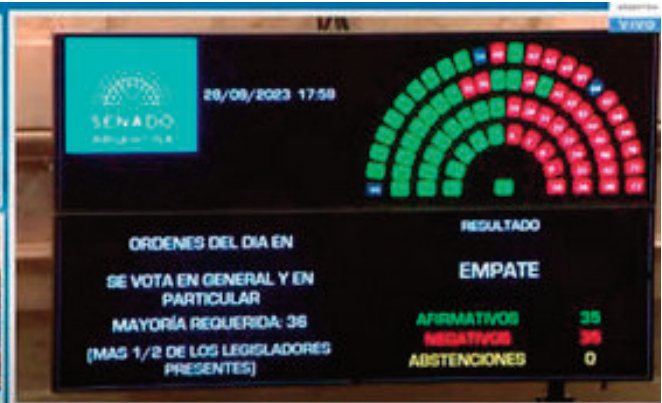 VIVO
SENADO
ARGENTINA
28/09/2023 17:58
ORDENES DEL DIA EN
SE VOTA EN GENERAL Y EN
PARTICULAR
MAYORÍA REQUERIDA: 36
(MAS 1/2 DE LOS LEGISLADORES
PRESENTES)
RESULTADO
EMPATE
AFIRMATIVOS 35
NEGATIVOS 35
ABSTENCIONES 0